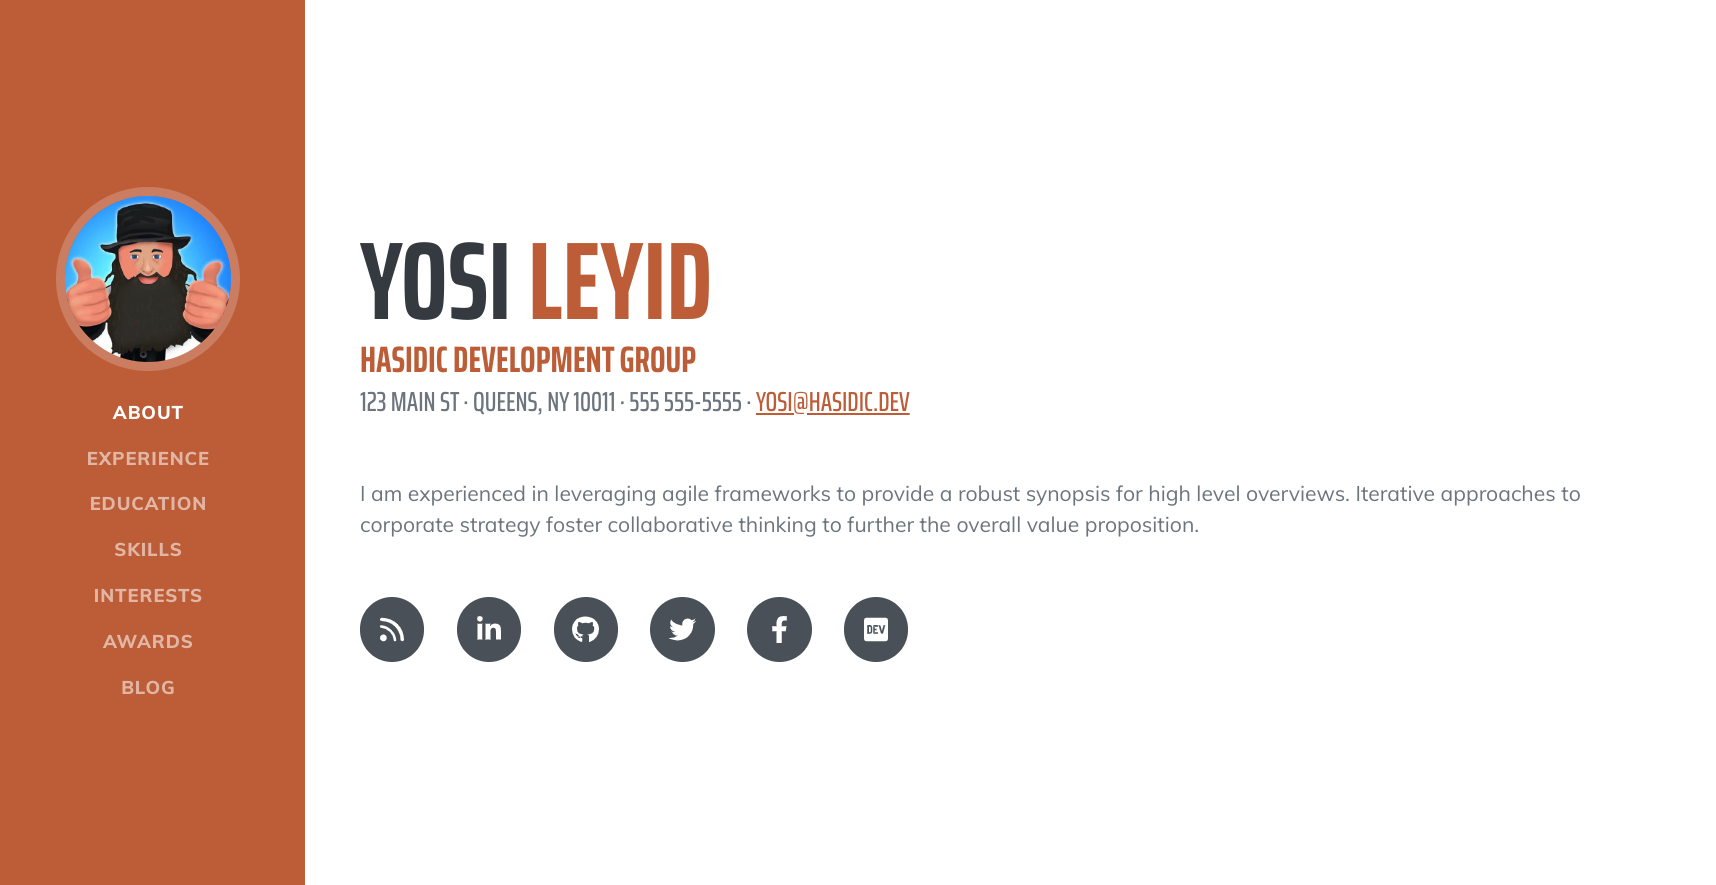 ABOUT
EXPERIENCE
EDUCATION
SKILLS
INTERESTS
AWARDS
BLOG
YOSI LEYID
HASIDIC DEVELOPMENT GROUP
123 MAIN ST · QUEENS, NY 10011 · 555 555-5555 · YOSI@HASIDIC.DEV
I am experienced in leveraging agile frameworks to provide a robust synopsis for high level overviews. Iterative approaches to
corporate strategy foster collaborative thinking to further the overall value proposition.
in
DEV